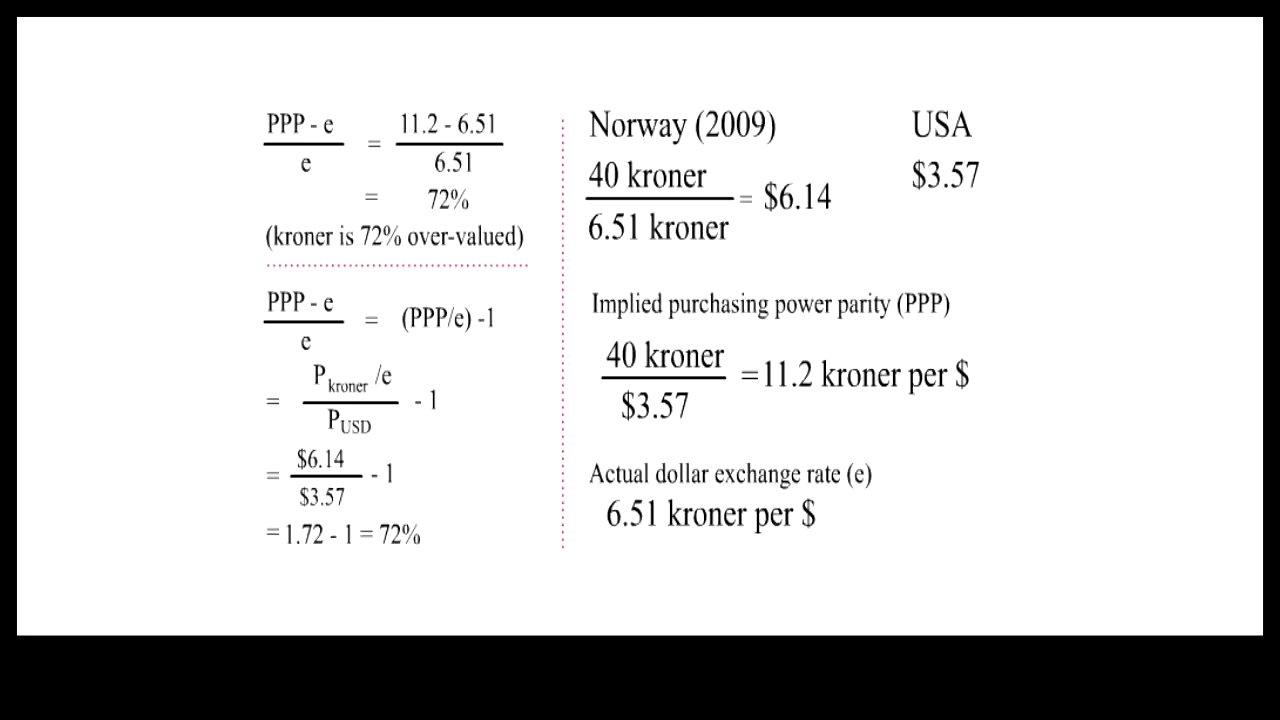 PPP - e / e = 11.2 - 6.51 / 6.51
= 72%
(kroner is 72% over-valued)
PPP - e / e = (PPP/e) -1
= P kroner /e / P USD - 1
= $6.14 / $3.57 - 1
= 1.72 - 1 = 72%
Norway (2009)
40 kroner / 6.51 kroner = $6.14
USA
$3.57
Implied purchasing power parity (PPP)
40 kroner / $3.57 =11.2 kroner per $
Actual dollar exchange rate (e)
6.51 kroner per $